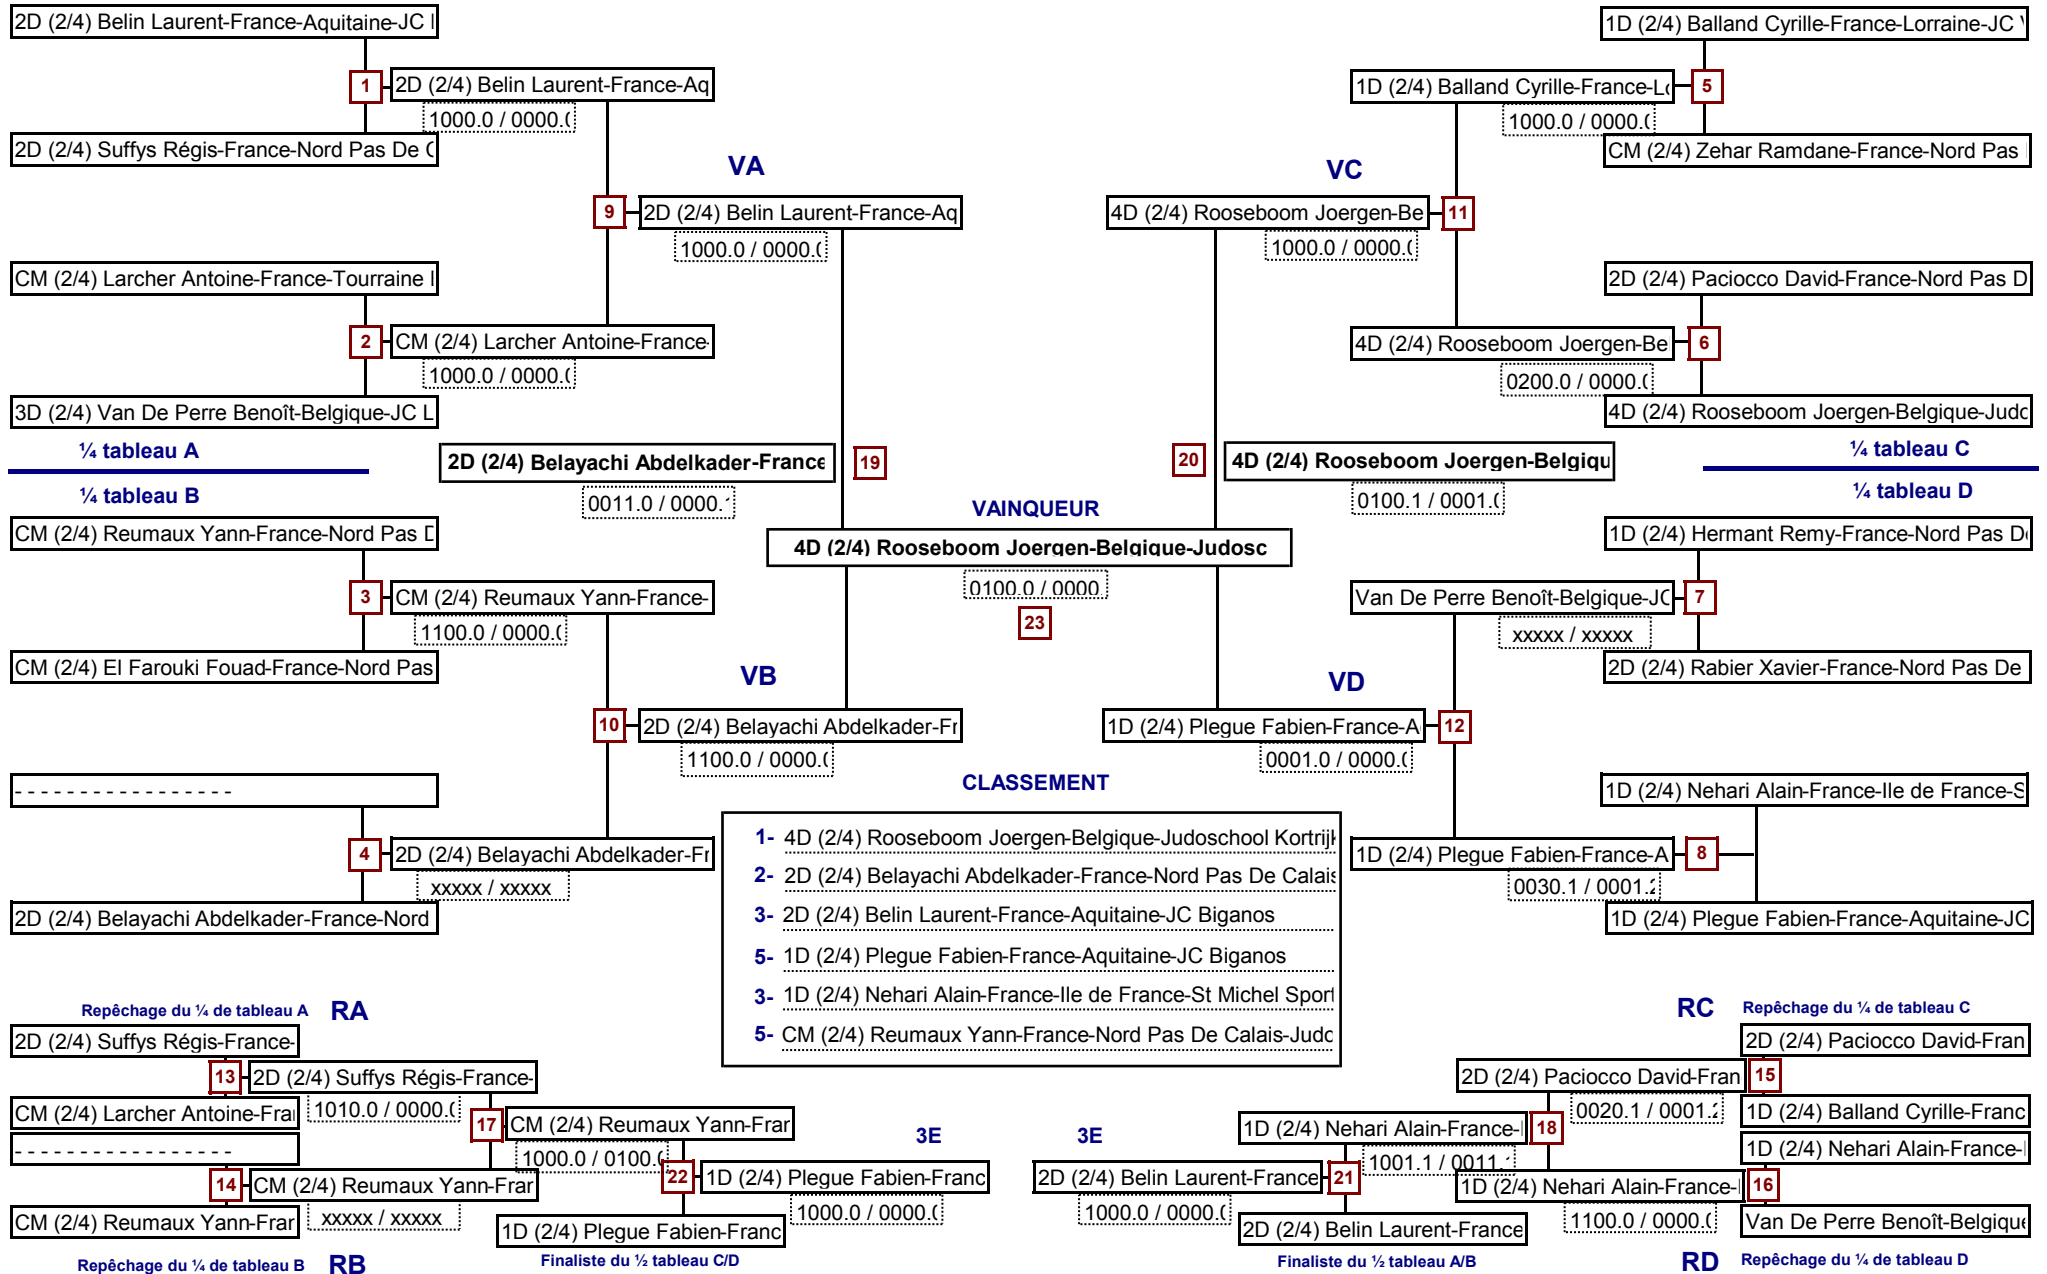 2D (2/4) Belin Laurent-France-Aquitaine-JC
1D (2/4) Balland Cyrille-France-Lorraine-JC
1
2D (2/4) Belin Laurent-France-Aq
1000.0 / 0000.
1D (2/4) Balland Cyrille-France-Lo
5
1000.0 / 0000.
2D (2/4) Suffys Régis-France-Nord Pas De
CM (2/4) Zehar Ramdane-France-Nord Pas
VA
VC
9
2D (2/4) Belin Laurent-France-Aq
1000.0 / 0000.
4D (2/4) Rooseboom Joergen-Be
11
1000.0 / 0000.
CM (2/4) Larcher Antoine-France-Tourraine
2D (2/4) Paciocco David-France-Nord Pas D
2
CM (2/4) Larcher Antoine-France-
1000.0 / 0000.
4D (2/4) Rooseboom Joergen-Be
6
0200.0 / 0000.
3D (2/4) Van De Perre Benoît-Belgique-JC L
4D (2/4) Rooseboom Joergen-Belgique-Judo
¼ tableau A
¼ tableau C
2D (2/4) Belayachi Abdelkader-France
19
20
4D (2/4) Rooseboom Joergen-Belgiqu
¼ tableau B
¼ tableau D
0011.0 / 0000.
0100.1 / 0001.
VAINQUEUR
CM (2/4) Reumaux Yann-France-Nord Pas D
1D (2/4) Hermant Remy-France-Nord Pas De
4D (2/4) Rooseboom Joergen-Belgique-Judosc
0100.0 / 0000.
23
3
CM (2/4) Reumaux Yann-France-
1100.0 / 0000.
Van De Perre Benoît-Belgique-JC
7
xxxxx / xxxxx
CM (2/4) El Farouki Fouad-France-Nord Pas
2D (2/4) Rabier Xavier-France-Nord Pas De
VB
VD
10
2D (2/4) Belayachi Abdelkader-Fr
1100.0 / 0000.
1D (2/4) Plegue Fabien-France-A
12
0001.0 / 0000.
- - - - - - - - - - - - - - - - -
CLASSEMENT
1D (2/4) Nehari Alain-France-Ile de France-S
4
2D (2/4) Belayachi Abdelkader-Fr
xxxxx / xxxxx
1D (2/4) Plegue Fabien-France-A
8
0030.1 / 0001.
2D (2/4) Belayachi Abdelkader-France-Nord
1D (2/4) Plegue Fabien-France-Aquitaine-JC
1- 4D (2/4) Rooseboom Joergen-Belgique-Judoschool Kortrijk
2- 2D (2/4) Belayachi Abdelkader-France-Nord Pas De Calais
3- 2D (2/4) Belin Laurent-France-Aquitaine-JC Biganos
5- 1D (2/4) Plegue Fabien-France-Aquitaine-JC Biganos
3- 1D (2/4) Nehari Alain-France-Ile de France-St Michel Sport
5- CM (2/4) Reumaux Yann-France-Nord Pas De Calais-Judo
Repêchage du ¼ de tableau A RA
RC Repêchage du ¼ de tableau C
2D (2/4) Suffys Régis-France-
2D (2/4) Paciocco David-Fran
13
2D (2/4) Suffys Régis-France-
2D (2/4) Paciocco David-Fran
15
CM (2/4) Larcher Antoine-Fra
1010.0 / 0000.
0020.1 / 0001.
1D (2/4) Balland Cyrille-Franc
17
CM (2/4) Reumaux Yann-Frar
3E
3E
1D (2/4) Nehari Alain-France-
18
- - - - - - - - - - - - - - - - -
1D (2/4) Nehari Alain-France-
1000.0 / 0100.
1001.1 / 0011.
14
CM (2/4) Reumaux Yann-Frar
22
1D (2/4) Plegue Fabien-Franc
2D (2/4) Belin Laurent-France
21
1D (2/4) Nehari Alain-France-
16
CM (2/4) Reumaux Yann-Frar
xxxxx / xxxxx
1000.0 / 0000.
1000.0 / 0000.
1100.0 / 0000.
Van De Perre Benoît-Belgique
1D (2/4) Plegue Fabien-Franc
2D (2/4) Belin Laurent-France
Repêchage du ¼ de tableau B RB
Finaliste du ½ tableau C/D
Finaliste du ½ tableau A/B
RD Repêchage du ¼ de tableau D